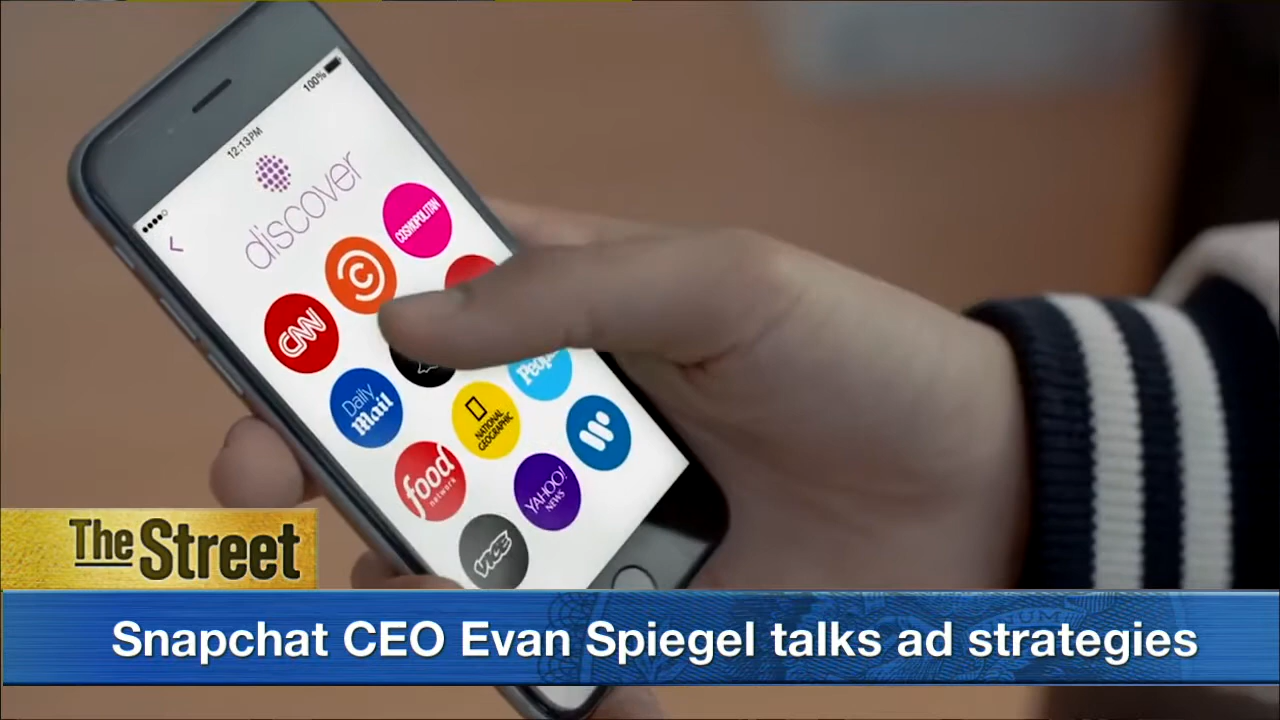 100%
12:13 PM
discover
COSMOPOLITAN
C
CNN
People
Daily
Mail
NATIONAL
GEOGRAPHIC
W
food
network
YAHOO!
NEWS
VICE
The Street
Snapchat CEO Evan Spiegel talks ad strategies